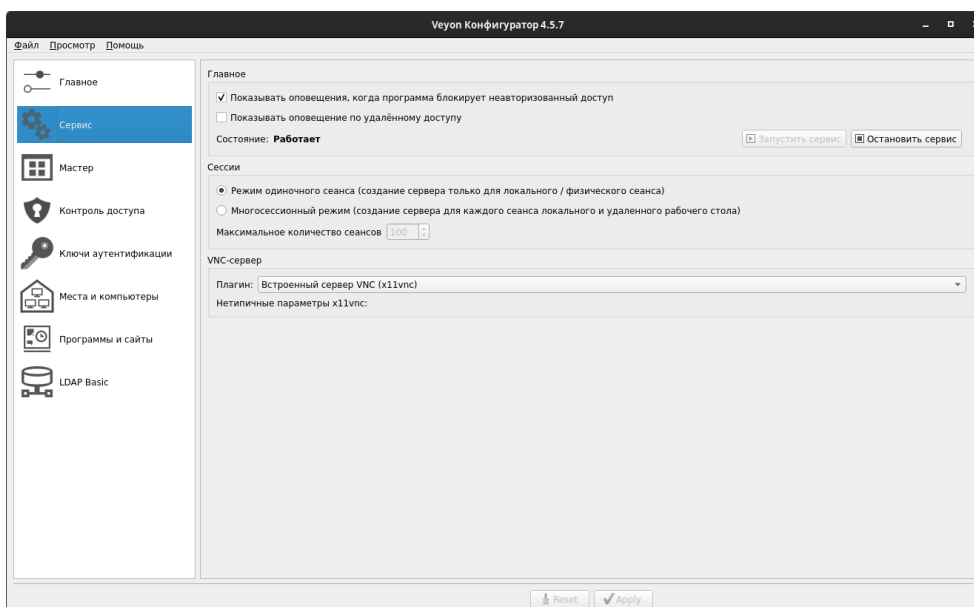 Veyon Конфигуратор 4.5.7
Файл Просмотр Помощь
Главное
Сервис
Мастер
Контроль доступа
Ключи аутентификации
Места и компьютеры
Программы и сайты
LDAP Basic
Главное
Показывать оповещения, когда программа блокирует неавторизованный доступ
Показывать оповещение по удалённому доступу
Состояние: Работает Запустить сервис Остановить сервис
Сессии
Режим одиночного сеанса (создание сервера только для локального / физического сеанса)
Многосессионный режим (создание сервера для каждого сеанса локального и удаленного рабочего стола)
Максимальное количество сеансов 100
VNC-сервер
Плагин: Встроенный сервер VNC (x11vnc)
Нетипичные параметры x11vnc:
Reset Apply